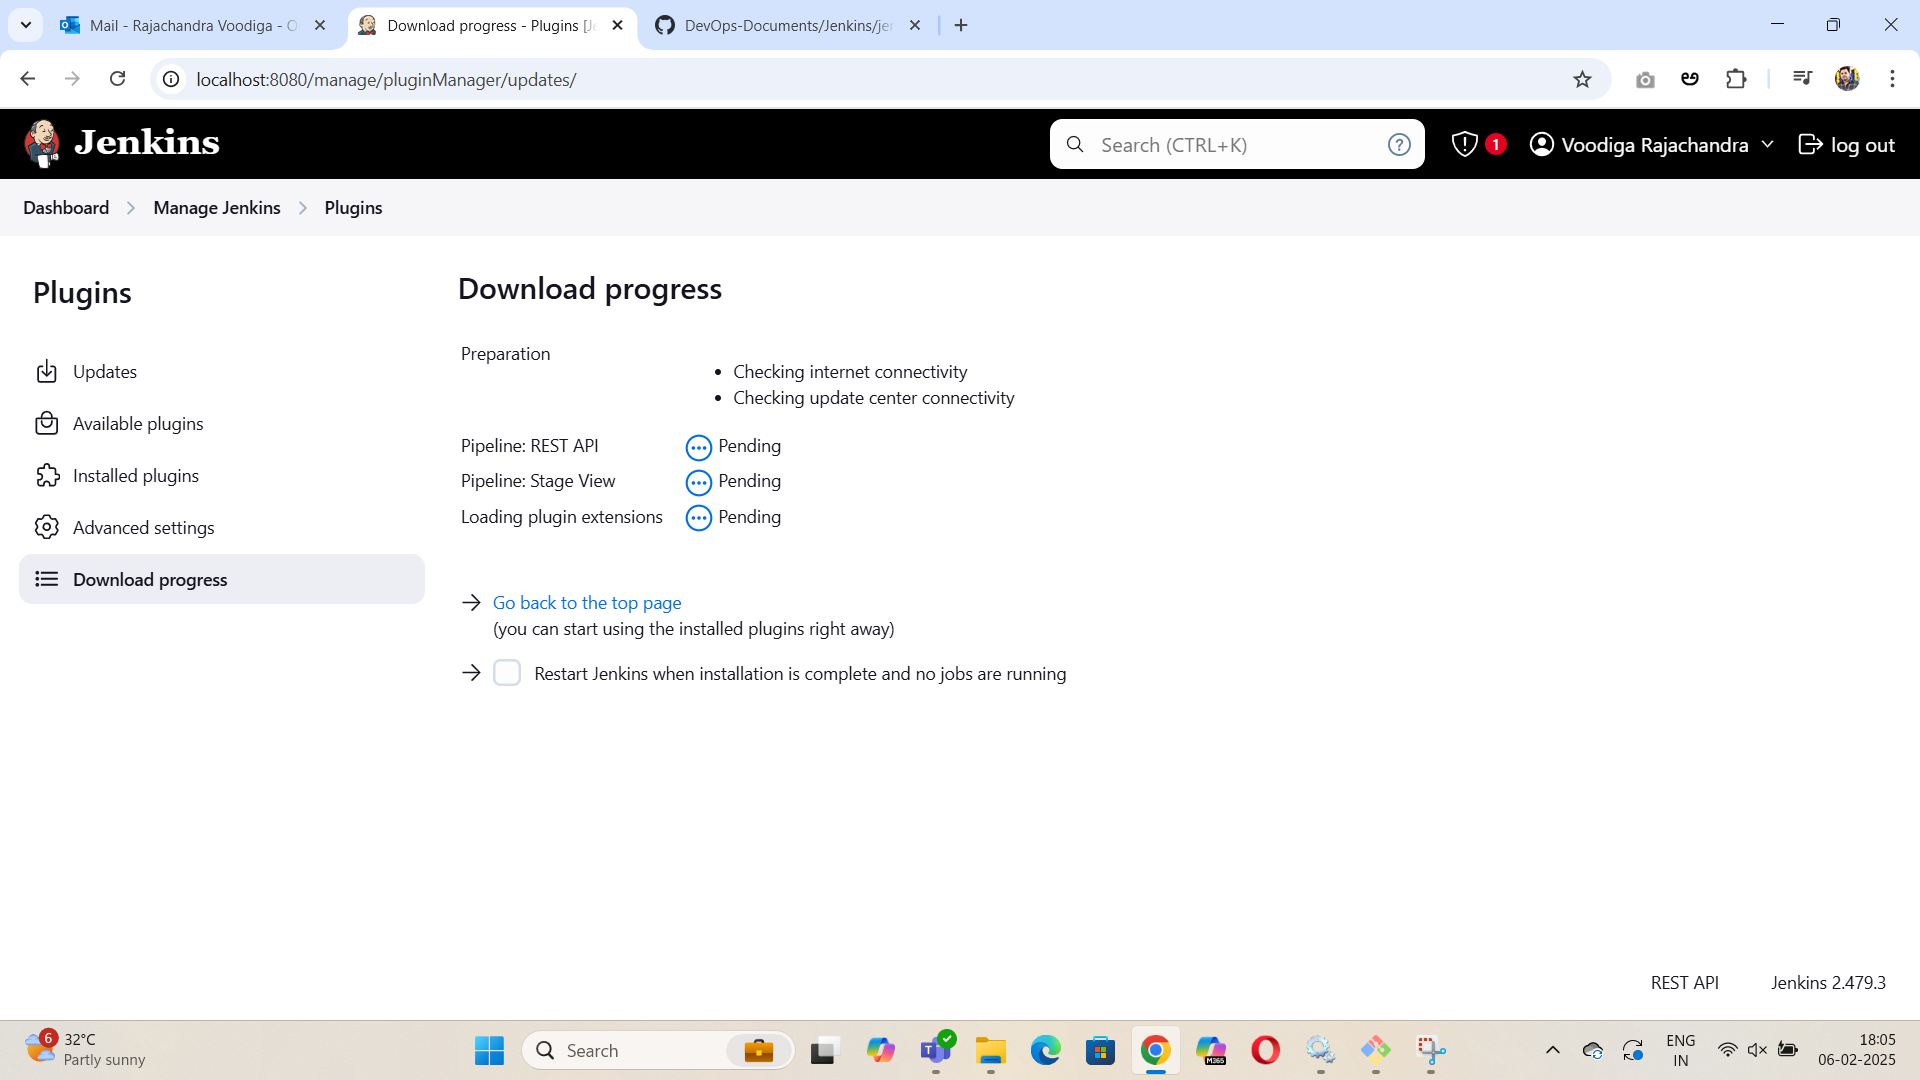 Mail - Rajachandra Voodiga - O
Download progress - Plugins [Je
DevOps-Documents/Jenkins/jen
localhost:8080/manage/pluginManager/updates/
Jenkins
Search (CTRL+K)
?
1
Voodiga Rajachandra
log out
Dashboard
Manage Jenkins
Plugins
Plugins
Updates
Available plugins
Installed plugins
Advanced settings
Download progress
Download progress
Preparation
Checking internet connectivity
Checking update center connectivity
Pipeline: REST API
Pending
Pipeline: Stage View
Pending
Loading plugin extensions
Pending
Go back to the top page
(you can start using the installed plugins right away)
Restart Jenkins when installation is complete and no jobs are running
REST API
Jenkins 2.479.3
6
32°C
Partly sunny
Search
M365
ENG
IN
18:05
06-02-2025